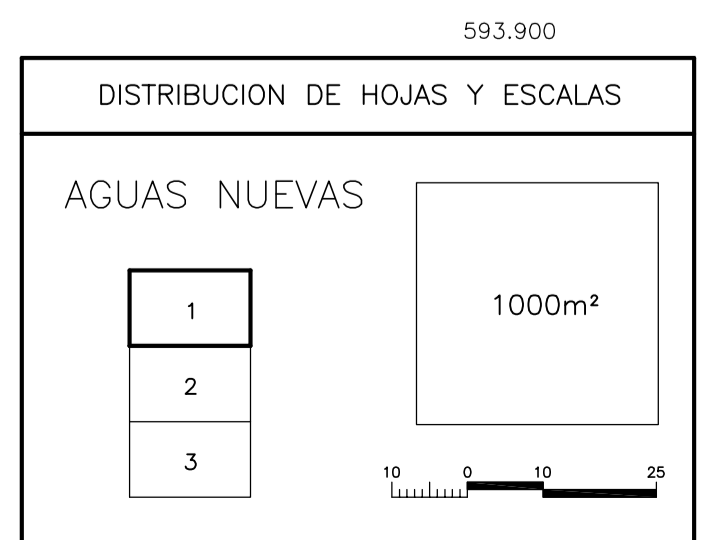 593.900
DISTRIBUCION DE HOJAS Y ESCALAS
AGUAS NUEVAS
1
2
3
1000m²
10 0 10 25